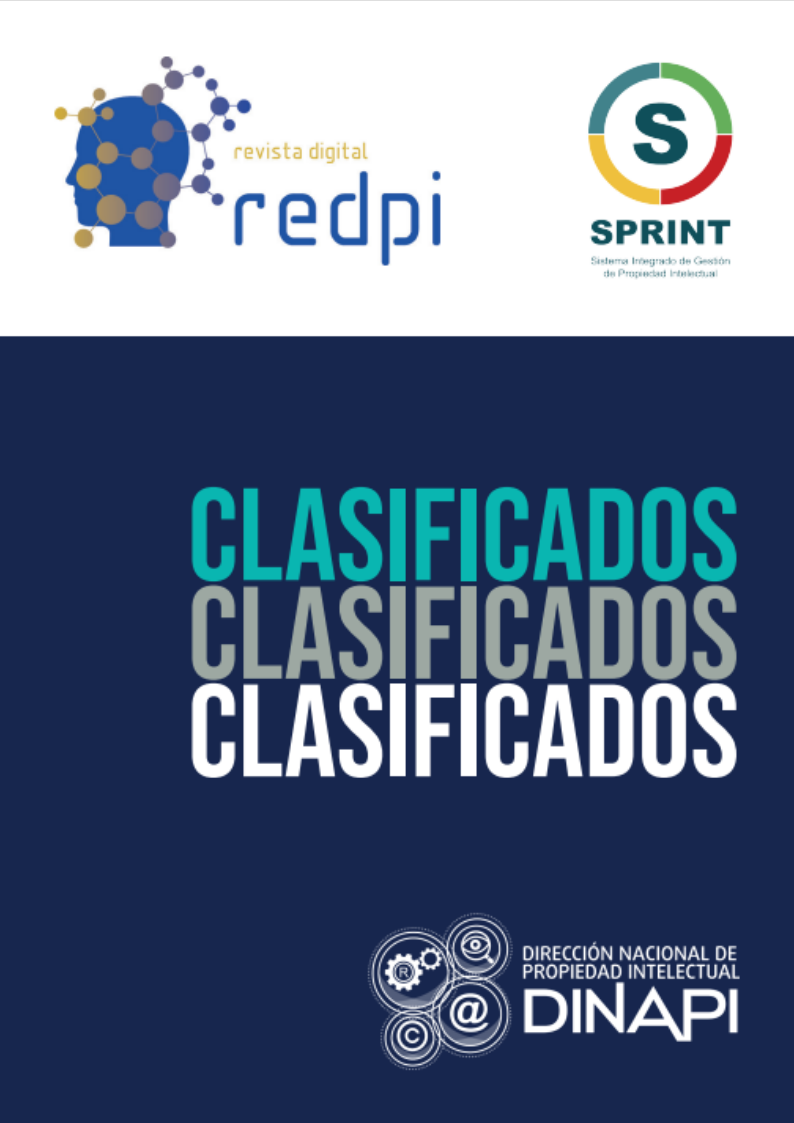 revista digital
redpi
S
SPRINT
Sistema Integrado de Gestión
de Propiedad Intelectual
CLASIFICADOS
CLASIFICADOS
CLASIFICADOS
R
@
©
DIRECCIÓN NACIONAL DE
PROPIEDAD INTELECTUAL
DINAPI